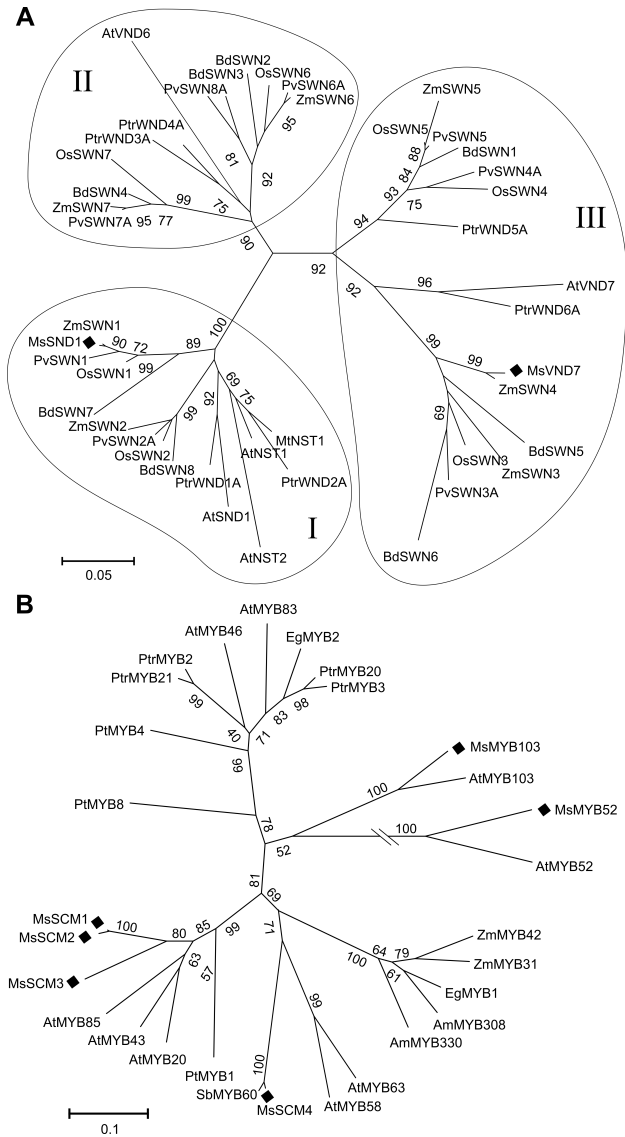 A
AtVND6
BdSWN2
BdSWN3
OsSWN6
PvSWN8A
PvSWN6A
ZmSWN6
II
PtrWND4A
PtrWND3A
OsSWN7
BdSWN4
ZmSWN7
PvSWN7A
95
77
99
75
81
92
95
90
ZmSWN5
OsSWN5
PvSWN5
BdSWN1
PvSWN4A
OsSWN4
88
84
93
75
94
PtrWND5A
III
92
92
96
AtVND7
PtrWND6A
99
99
MsVND7
ZmSWN4
69
BdSWN5
OsSWN3
ZmSWN3
PvSWN3A
BdSWN6
100
ZmSWN1
MsSND1
90
72
89
PvSWN1
OsSWN1
99
BdSWN7
ZmSWN2
PvSWN2A
OsSWN2
BdSWN8
99
92
69
75
MtNST1
AtNST1
PtrWND1A
PtrWND2A
AtSND1
AtNST2
I
0.05
B
AtMYB83
AtMYB46
EgMYB2
PtrMYB2
PtrMYB21
PtrMYB20
PtrMYB3
99
40
71
83
98
PtMYB4
99
PtMYB8
78
MsMYB103
AtMYB103
100
MsMYB52
100
AtMYB52
52
81
69
MsSCM1
MsSCM2
100
80
85
99
71
MsSCM3
63
57
AtMYB85
AtMYB43
AtMYB20
PtMYB1
100
SbMYB60
MsSCM4
99
AtMYB63
AtMYB58
100
64
79
61
ZmMYB42
ZmMYB31
EgMYB1
AmMYB308
AmMYB330
0.1